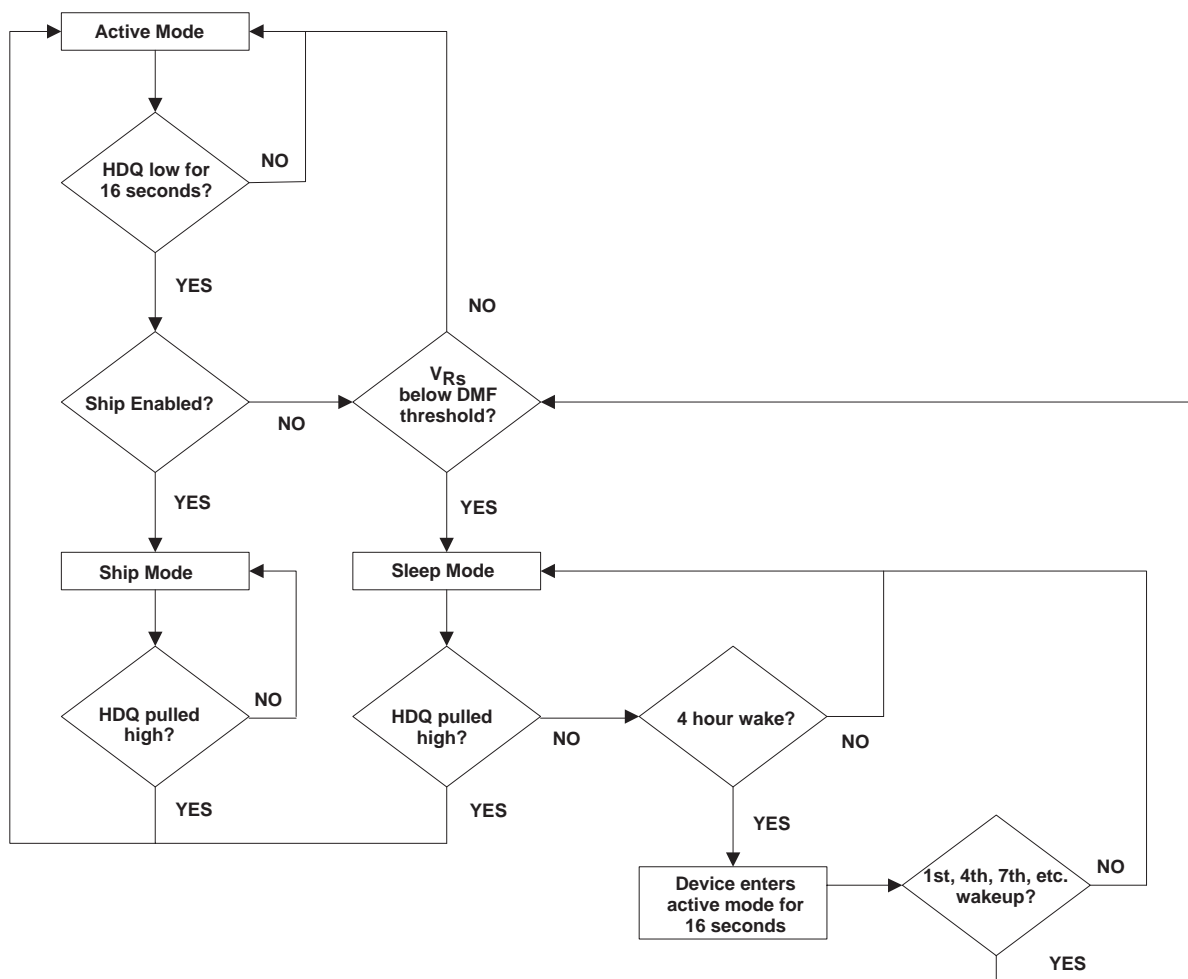 Active Mode
HDQ low for
16 seconds?
NO
YES
NO
Ship Enabled?
NO
VRs
below DMF
threshold?
YES
YES
Ship Mode
Sleep Mode
HDQ pulled
high?
NO
HDQ pulled
high?
NO
4 hour wake?
NO
YES
YES
YES
Device enters
active mode for
16 seconds
1st, 4th, 7th, etc.
wakeup?
NO
YES